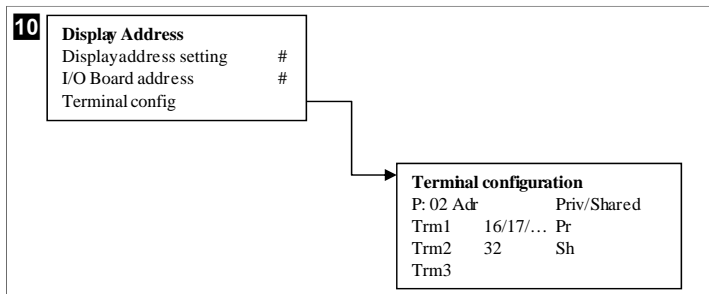 10
Display Address
Displayaddress setting #
I/O Board address #
Terminal config
Terminal configuration
P: 02 Adr Priv/Shared
Trm1 16/17/… Pr
Trm2 32 Sh
Trm3